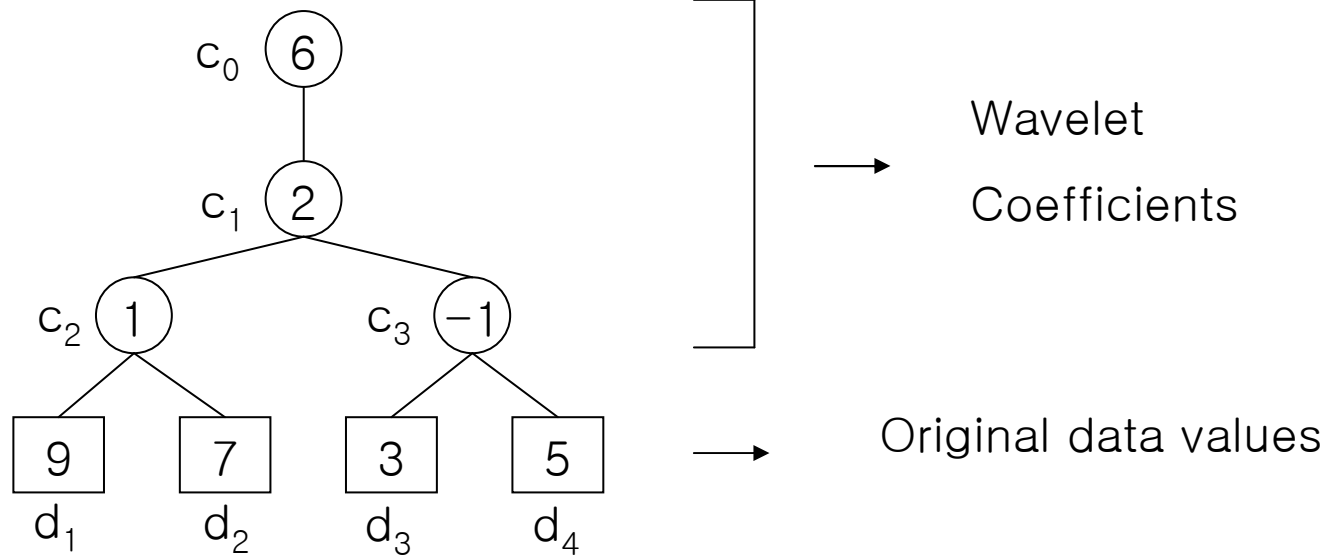 c0 6
c1 2
Wavelet
Coefficients
c2 1 c3 -1
9 7 3 5
Original data values
d1 d2 d3 d4